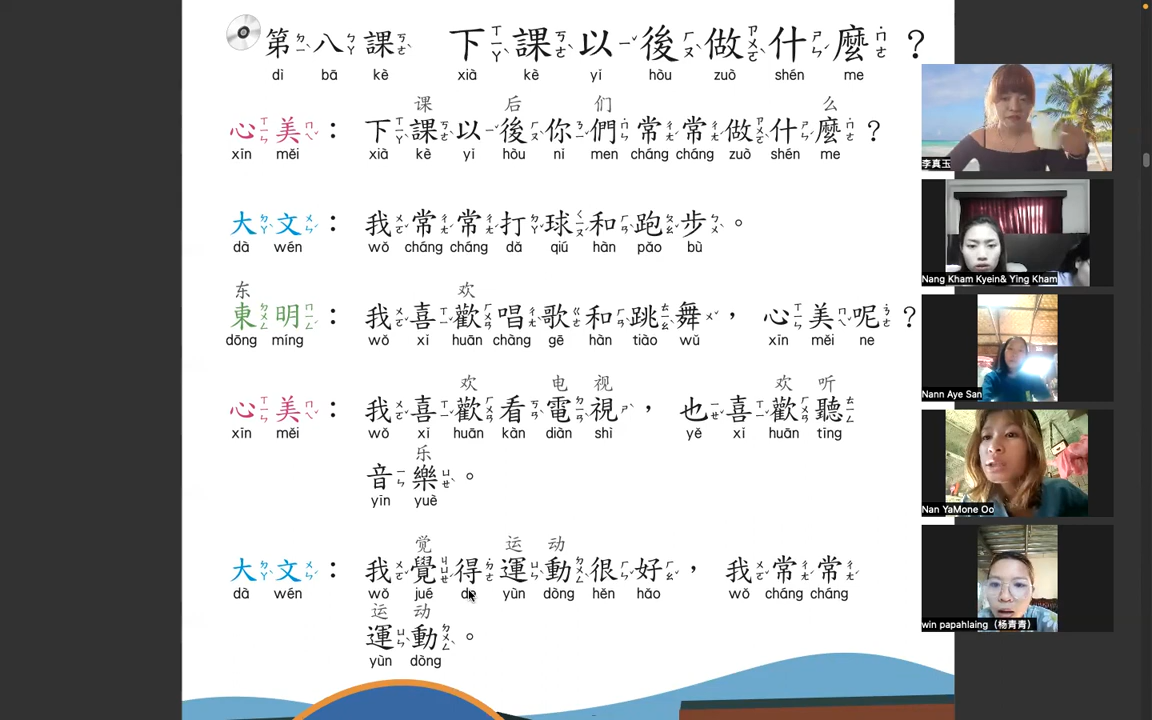 第八課 下課以後做什麼？
dì bā kè xià kè yǐ hòu zuò shén me
课 后 们 么
心美：下課以後你們常常做什麼？
xīn měi xià kè yǐ hòu nǐ men cháng cháng zuò shén me
大文：我常常打球和跑步。
dà wén wǒ cháng cháng dǎ qiú hàn pǎo bù
东 欢
東明：我喜歡唱歌和跳舞，心美呢？
dōng míng wǒ xǐ huān chàng gē hàn tiào wǔ xīn měi ne
欢 电 视 欢 听
心美：我喜歡看電視，也喜歡聽
xīn měi wǒ xǐ huān kàn diàn shì yě xǐ huān tīng
乐
音樂。
yīn yuè
觉 运 动
大文：我覺得運動很好，我常常
dà wén wǒ jué de yùn dòng hěn hǎo wǒ cháng cháng
运 动
運動。
yùn dòng
李真玉
Nang Kham Kyein& Ying Kham
Nann Aye San
Nan YaMone Oo
win papahlaing（杨青青）